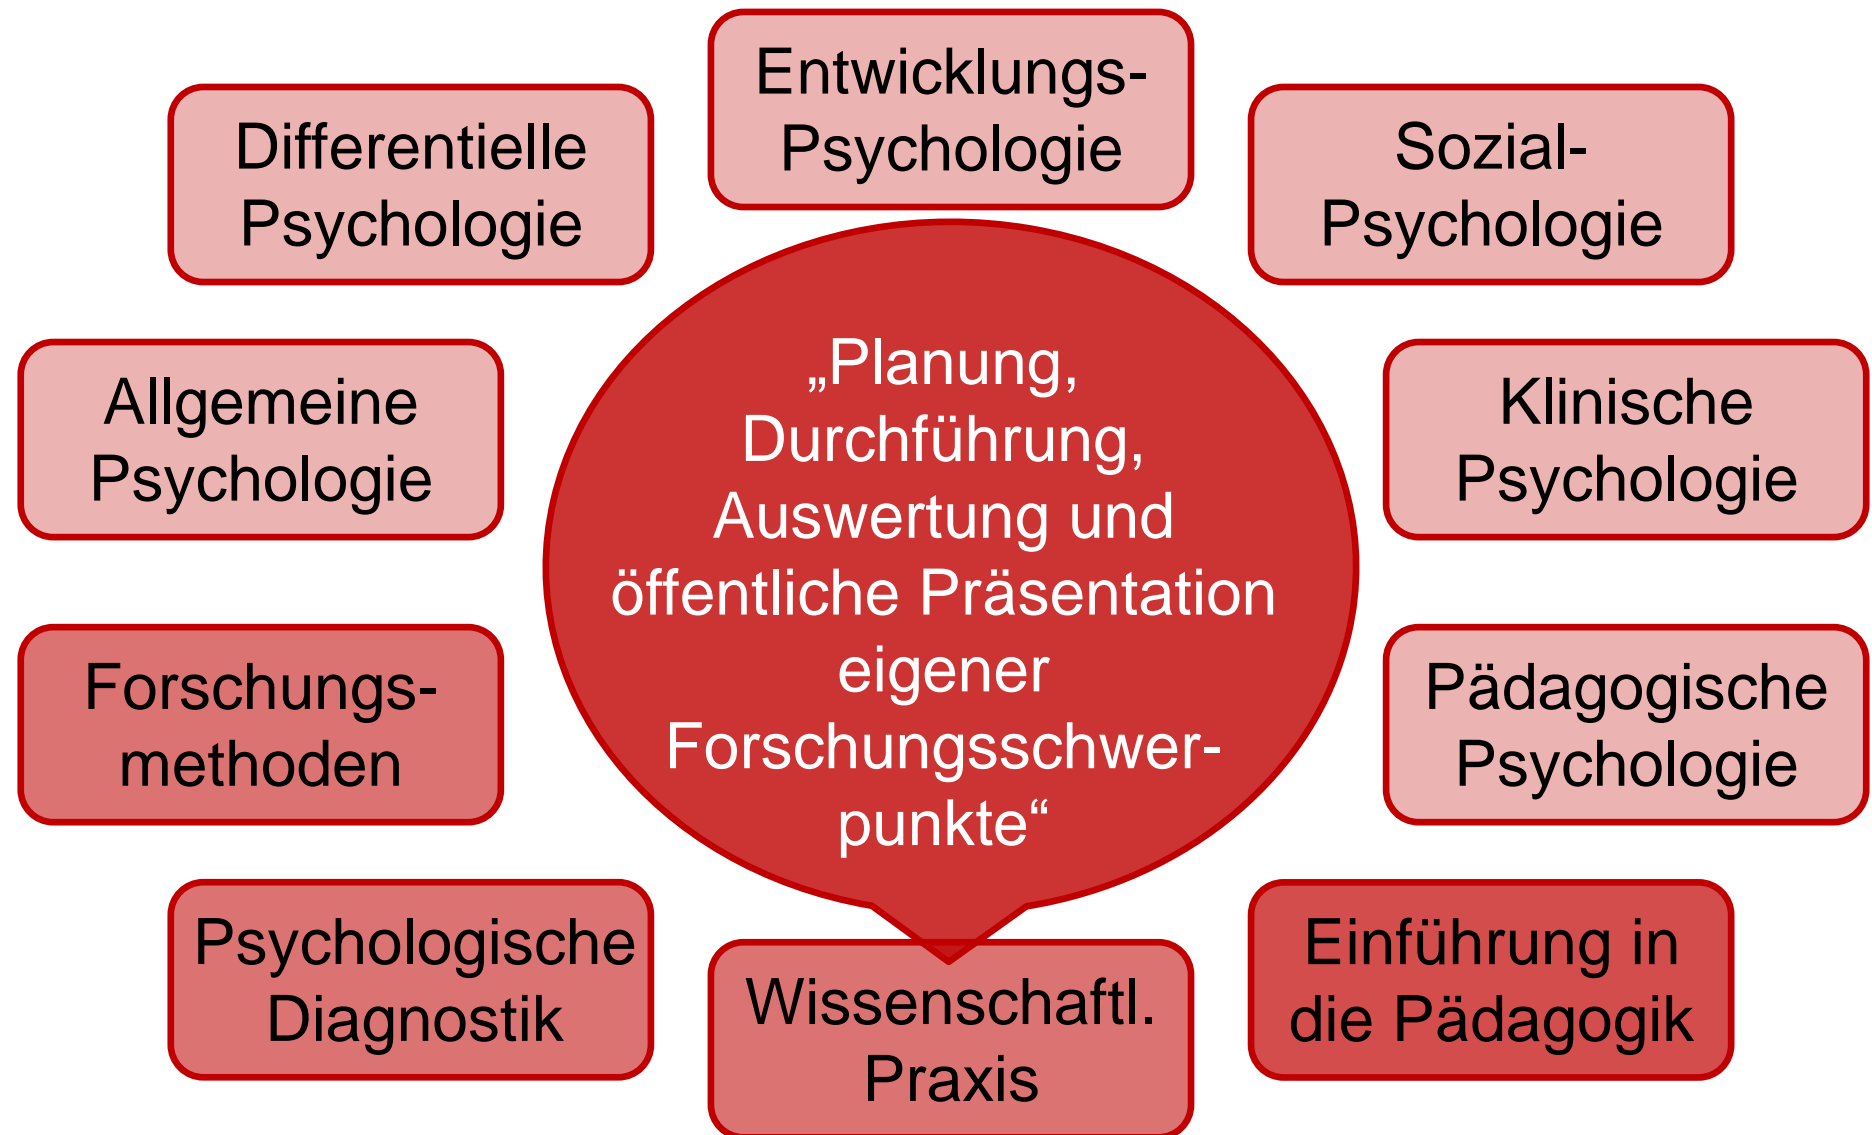 Entwicklungs-
Psychologie
Differentielle
Psychologie
Sozial-
Psychologie
Allgemeine
Psychologie
„Planung,
Durchführung,
Auswertung und
öffentliche Präsentation
eigener
Forschungsschwer-
punkte“
Klinische
Psychologie
Forschungs-
methoden
Pädagogische
Psychologie
Psychologische
Diagnostik
Wissenschaftl.
Praxis
Einführung in
die Pädagogik